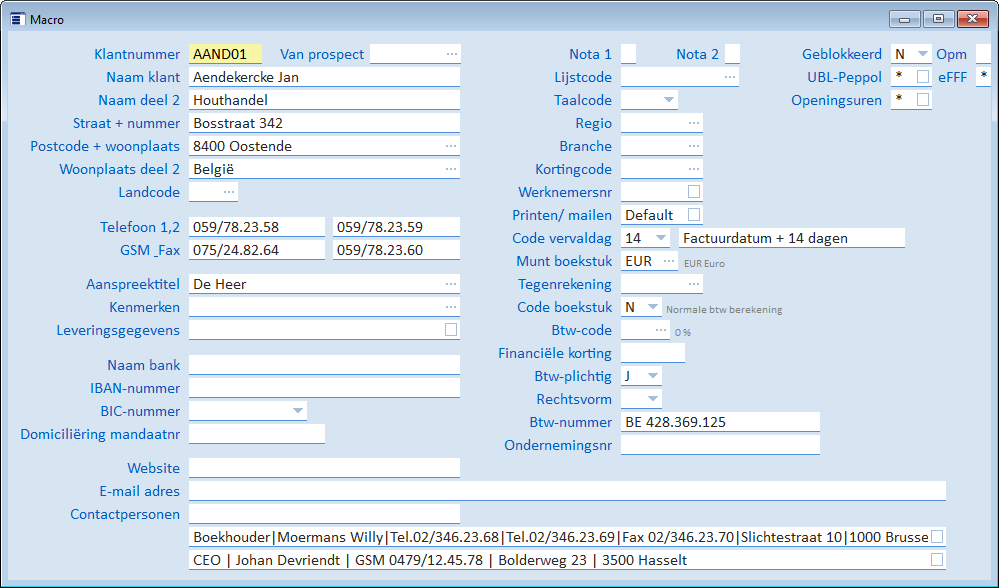 Macro
Klantnummer AAND01 Van prospect Nota 1 Nota 2 Geblokkeerd N Opm
Naam klant Aendekercke Jan Lijstcode UBL-Peppol * eFFF *
Naam deel 2 Houthandel Taalcode Openingsuren *
Straat + nummer Bosstraat 342 Regio
Postcode + woonplaats 8400 Oostende Branche
Woonplaats deel 2 België Kortingcode
Landcode Werknemersnr
Printen/ mailen Default
Telefoon 1,2 059/78.23.58 059/78.23.59
Code vervaldag 14 Factuurdatum + 14 dagen
GSM _Fax 075/24.82.64 059/78.23.60
Munt boekstuk EUR EUR Euro
Aanspreektitel De Heer Tegenrekening
Kenmerken Code boekstuk N Normale btw berekening
Leveringsgegevens Btw-code 0 %
Financiële korting
Naam bank
Btw-plichtig J
IBAN-nummer
Rechtsvorm
BIC-nummer
Btw-nummer BE 428.369.125
Domiciliëring mandaatnr
Ondernemingsnr
Website
E-mail adres
Contactpersonen
Boekhouder|Moermans Willy|Tel.02/346.23.68|Tel.02/346.23.69|Fax 02/346.23.70|Slichtestraat 10|1000 Brusse
CEO | Johan Devriendt | GSM 0479/12.45.78 | Bolderweg 23 | 3500 Hasselt